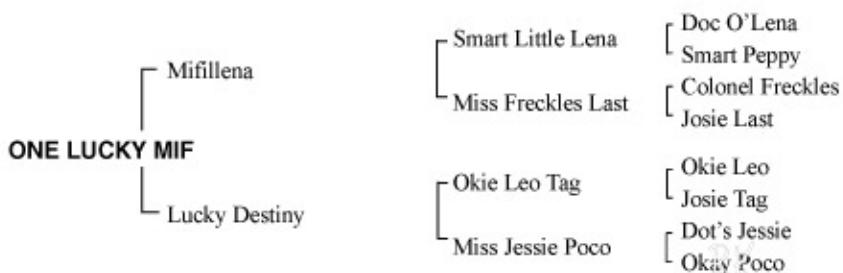 Doc O'Lena
Smart Little Lena
Smart Peppy
Mifillena
Colonel Freckles
Miss Freckles Last
Josie Last
ONE LUCKY MIF
Okie Leo
Okie Leo Tag
Josie Tag
Lucky Destiny
Dot's Jessie
Miss Jessie Poco
Okay Poco